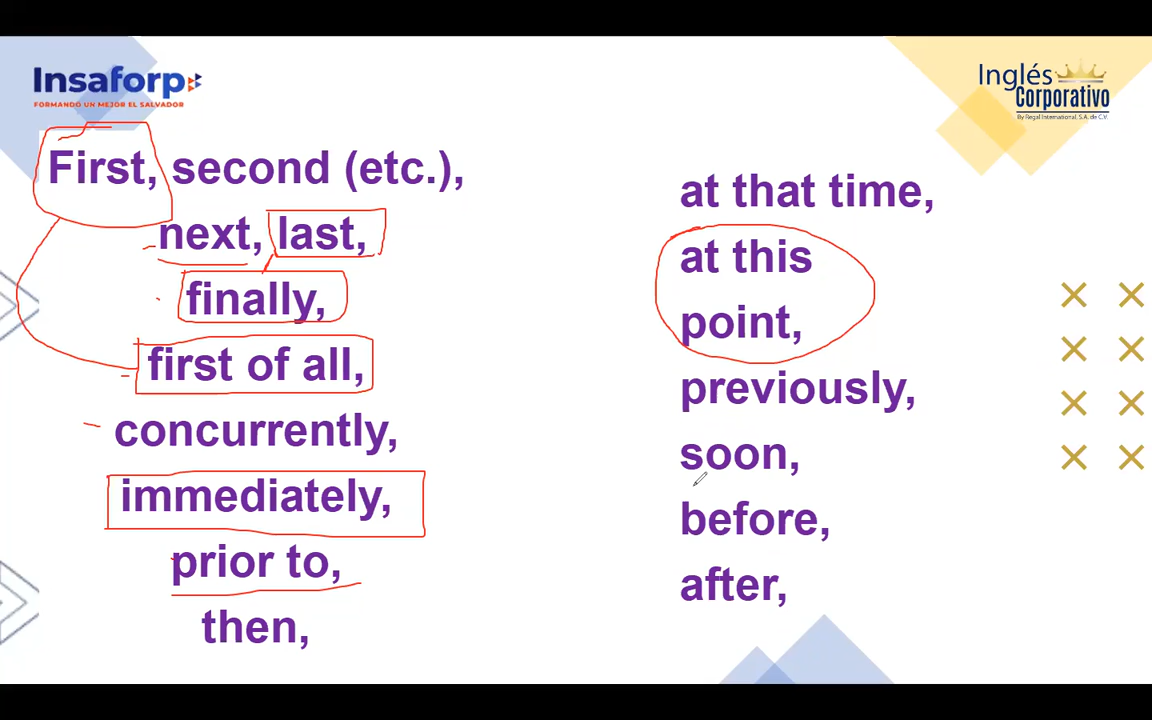 Insaforp
FORMANDO UN MEJOR EL SALVADOR
Inglés
Corporativo
By Regal International, S.A. de C.V.
First, second (etc.),
next, last,
finally,
first of all,
concurrently,
immediately,
prior to,
then,
at that time,
at this
point,
previously,
soon,
before,
after,